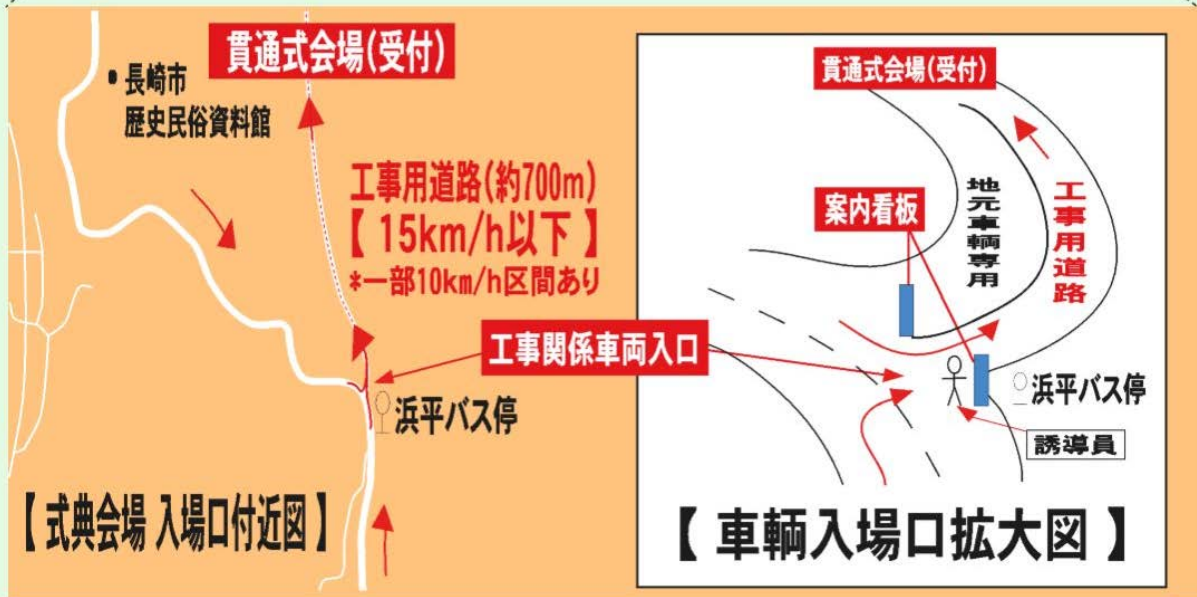 貫通式会場(受付)
長崎市
歴史民俗資料館
工事用道路(約700m)
【 15km/h以下 】
*一部10km/h区間あり
工事関係車両入口
浜平バス停
【 式典会場 入場口付近図 】
貫通式会場(受付)
案内看板
地元車輌専用
工事用道路
浜平バス停
誘導員
【 車輌入場口拡大図 】